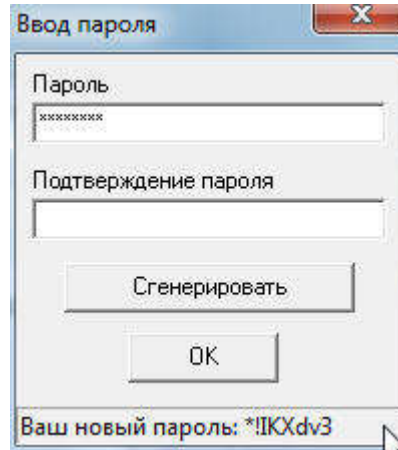 Ввод пароля
Пароль
********
Подтверждение пароля
Сгенерировать
OK
Ваш новый пароль: *!IKXdv3